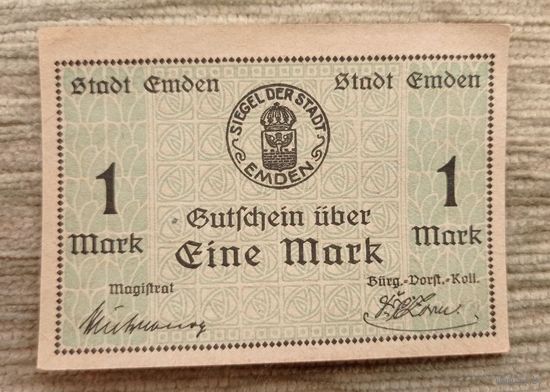 Stadt Emden Stadt Emden
SIEGEL DER STADT
EMDEN
1 1
Gutschein über
Mark Mark
Eine Mark
Magistrat Bürg.-Vorst.-Koll.